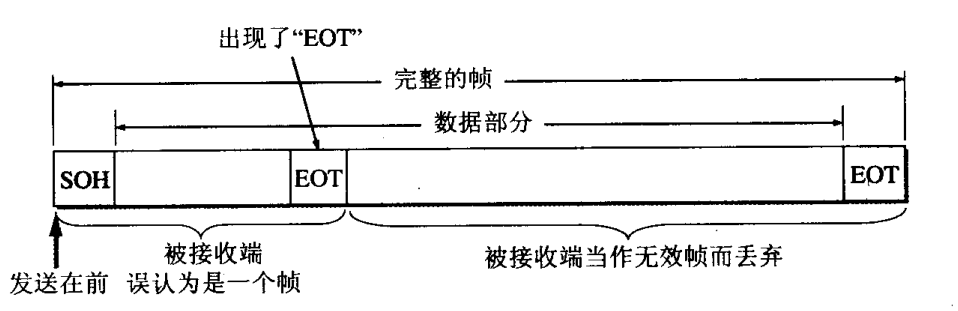 出现了“EOT”
完整的帧
数据部分
SOH
EOT
EOT
被接收端
误认为是一个帧
被接收端当作无效帧而丢弃
发送在前